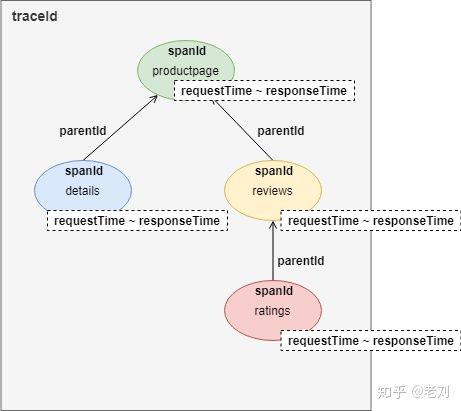 traceId
spanId
productpage
requestTime ~ responseTime
parentId
parentId
spanId
details
requestTime ~ responseTime
spanId
reviews
requestTime ~ responseTime
parentId
spanId
ratings
requestTime ~ responseTime
知乎 @老刘